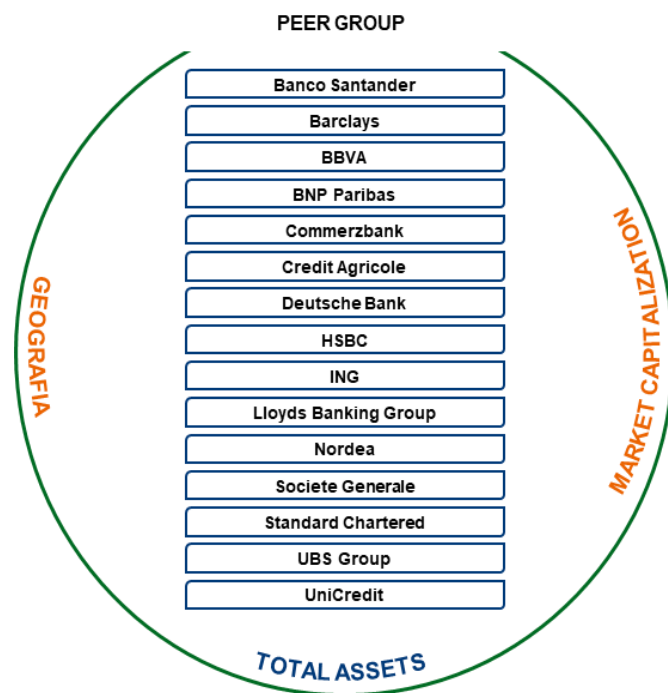 PEER GROUP
Banco Santander
Barclays
BBVA
BNP Paribas
Commerzbank
Credit Agricole
Deutsche Bank
HSBC
ING
Lloyds Banking Group
Nordea
Societe Generale
Standard Chartered
UBS Group
UniCredit
GEOGRAFIA
MARKET CAPITALIZATION
TOTAL ASSETS